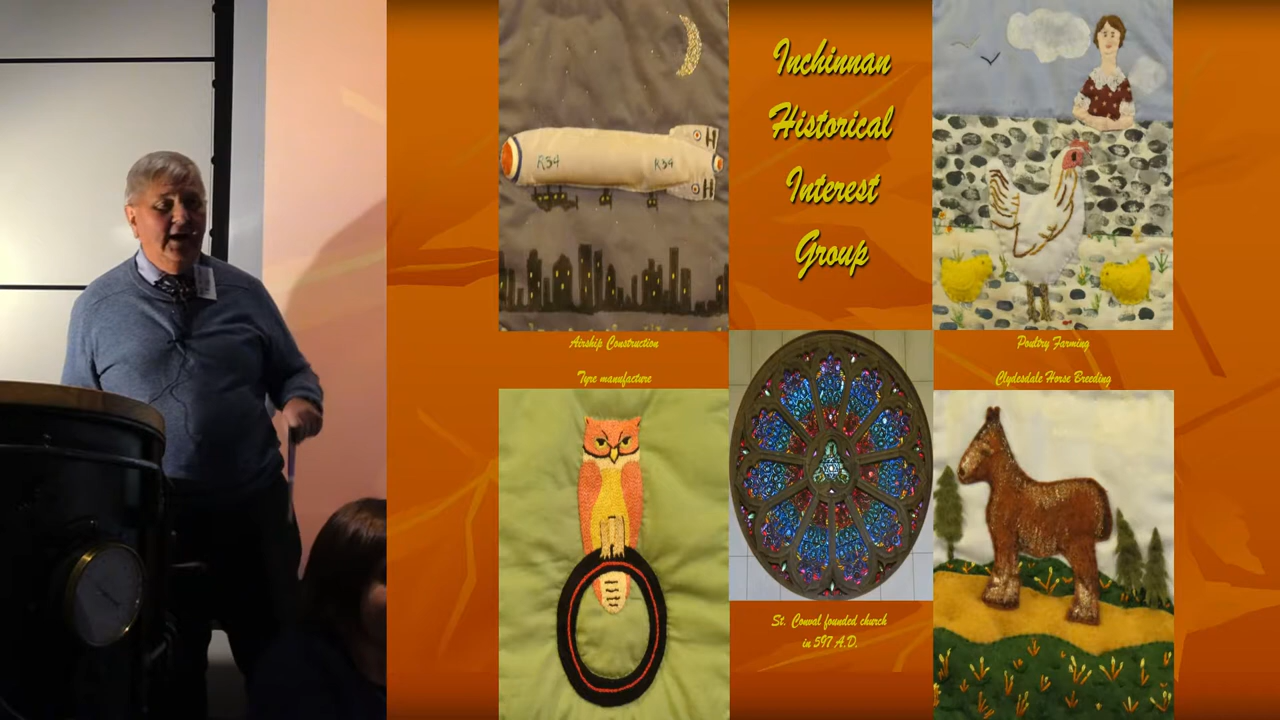 Inchinnan
Historical
Interest
Group
R34
R34
Airship Construction
Tyre manufacture
Poultry Farming
Clydesdale Horse Breeding
St. Conval founded church
in 597 A.D.